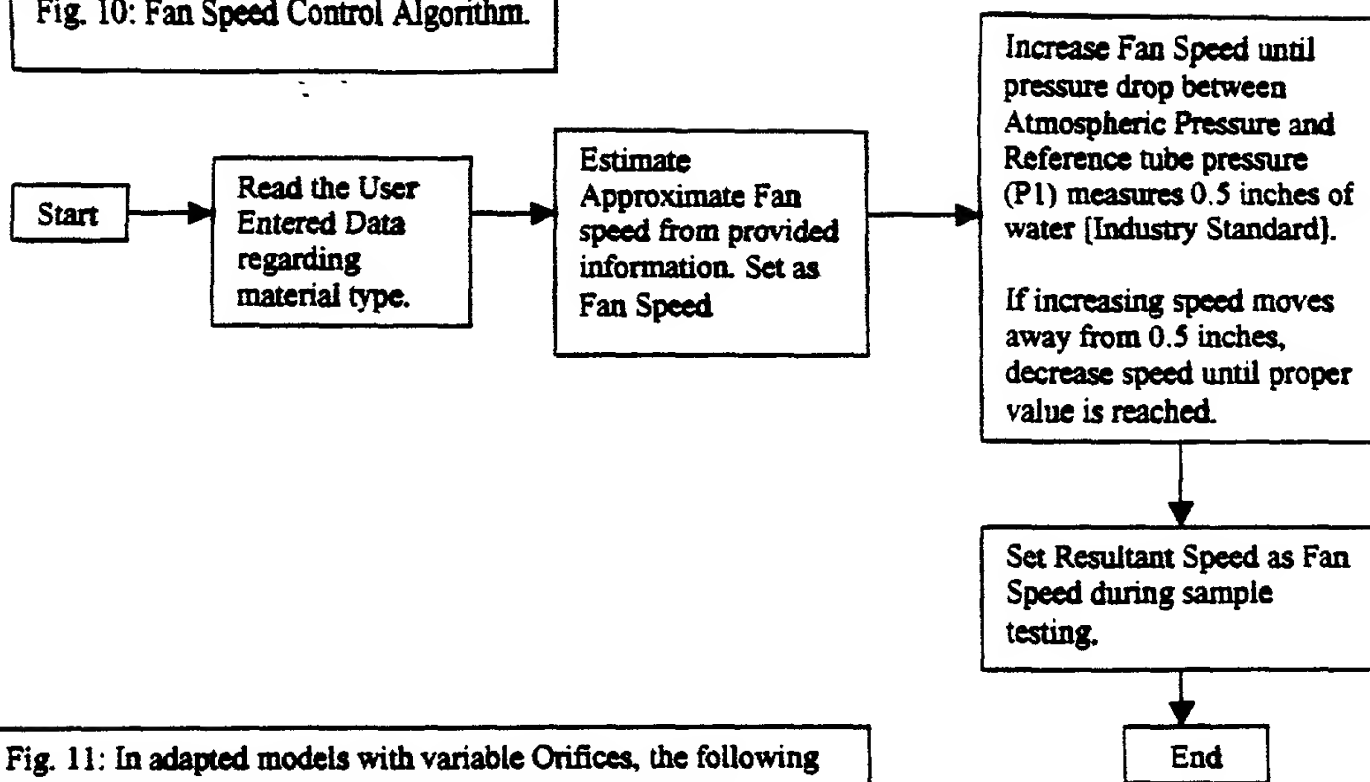 Fig. 10: Fan Speed Control Algorithm.
Start
Read the User
Entered Data
regarding
material type.
Estimate
Approximate Fan
speed from provided
information. Set as
Fan Speed
Increase Fan Speed until
pressure drop between
Atmospheric Pressure and
Reference tube pressure
(P1) measures 0.5 inches of
water [Industry Standard].
If increasing speed moves
away from 0.5 inches,
decrease speed until proper
value is reached.
Set Resultant Speed as Fan
Speed during sample
testing.
End
Fig. 11: In adapted models with variable Orifices, the following